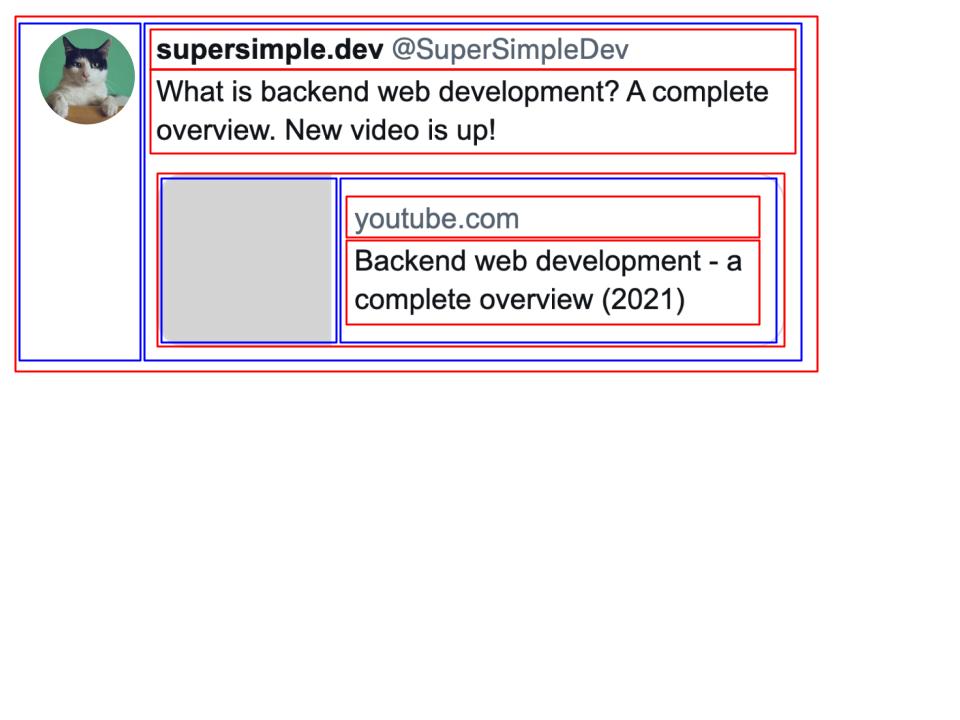 supersimple.dev @SuperSimpleDev
What is backend web development? A complete
overview. New video is up!
youtube.com
Backend web development - a
complete overview (2021)